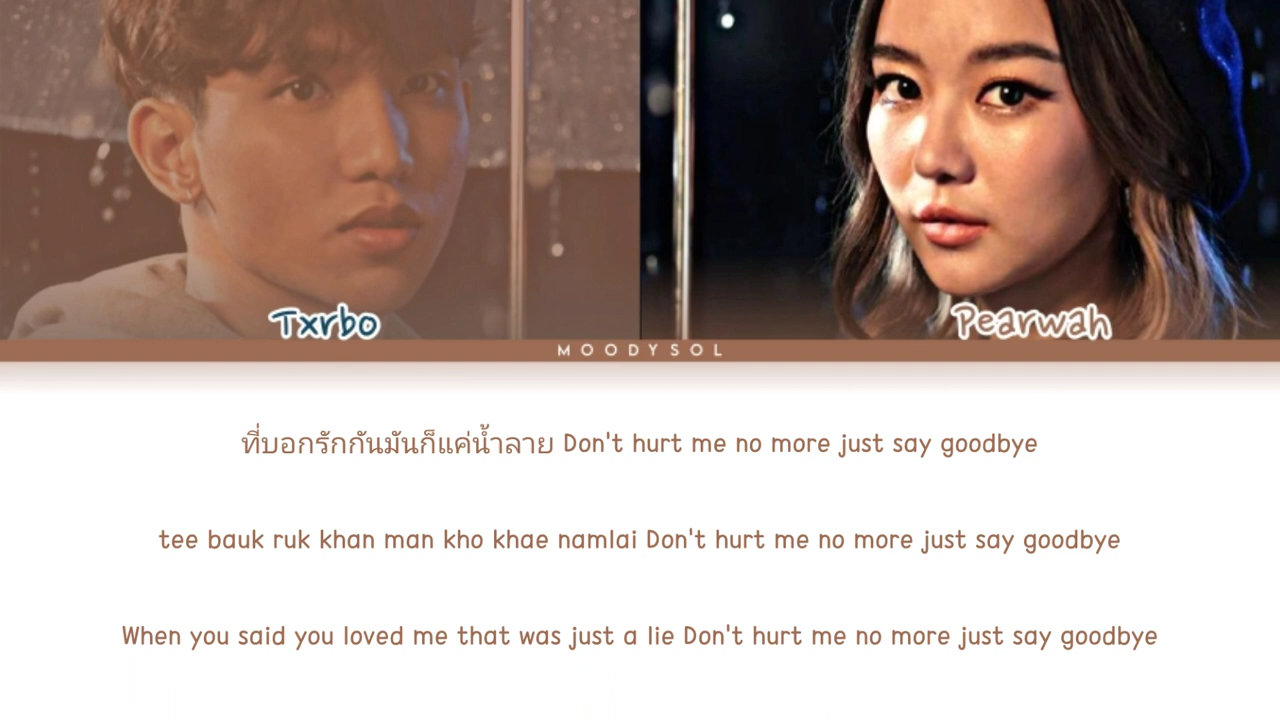 Txrbo
Pearwah
MOODYSOL
ที่บอกรักกันมันก็แค่น้ำลาย Don't hurt me no more just say goodbye
tee bauk ruk khan man kho khae namlai Don't hurt me no more just say goodbye
When you said you loved me that was just a lie Don't hurt me no more just say goodbye